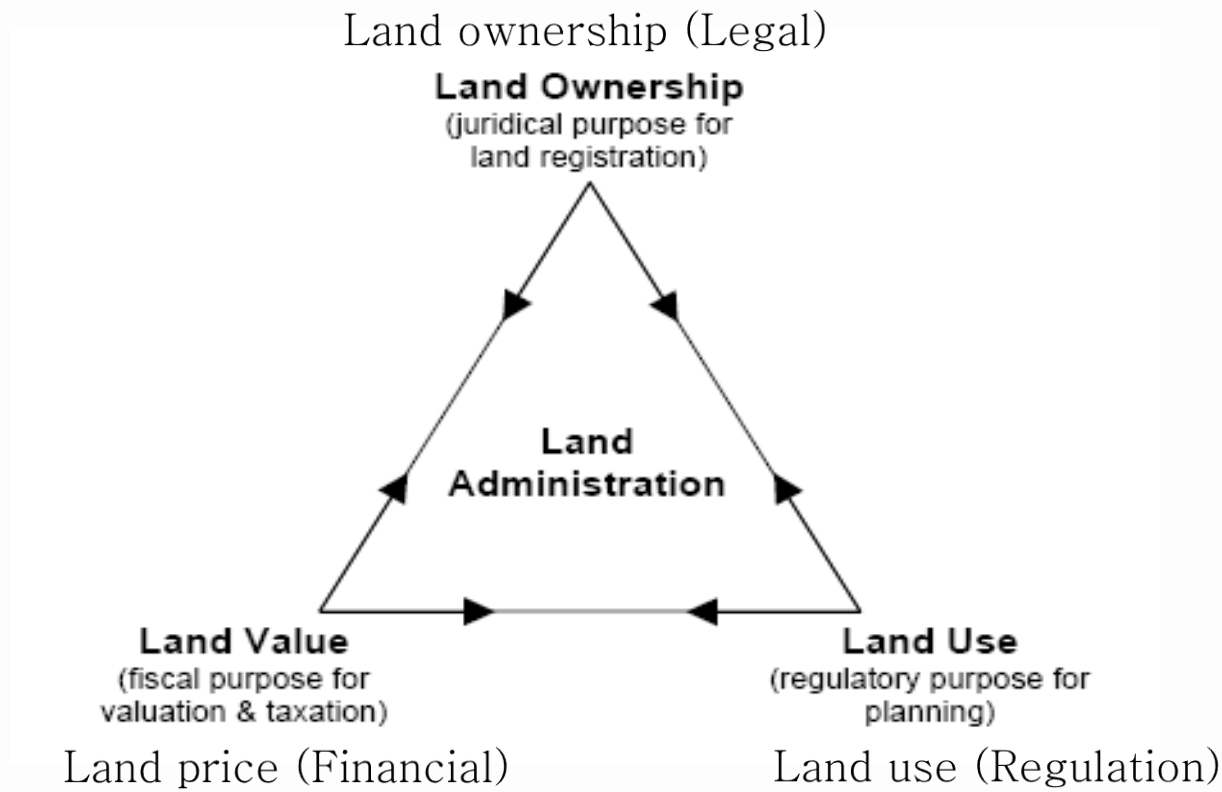 Land ownership (Legal)
Land Ownership
(juridical purpose for
land registration)
Land
Administration
Land Value
(fiscal purpose for
valuation & taxation)
Land price (Financial)
Land Use
(regulatory purpose for
planning)
Land use (Regulation)